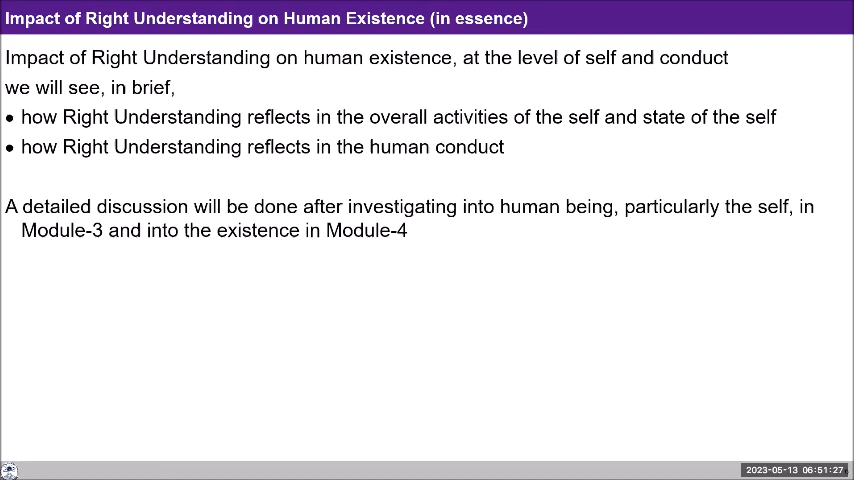 Impact of Right Understanding on Human Existence (in essence)
Impact of Right Understanding on human existence, at the level of self and conduct
we will see, in brief,
• how Right Understanding reflects in the overall activities of the self and state of the self
• how Right Understanding reflects in the human conduct
A detailed discussion will be done after investigating into human being, particularly the self, in
Module-3 and into the existence in Module-4
2023-05-13 06:51:27